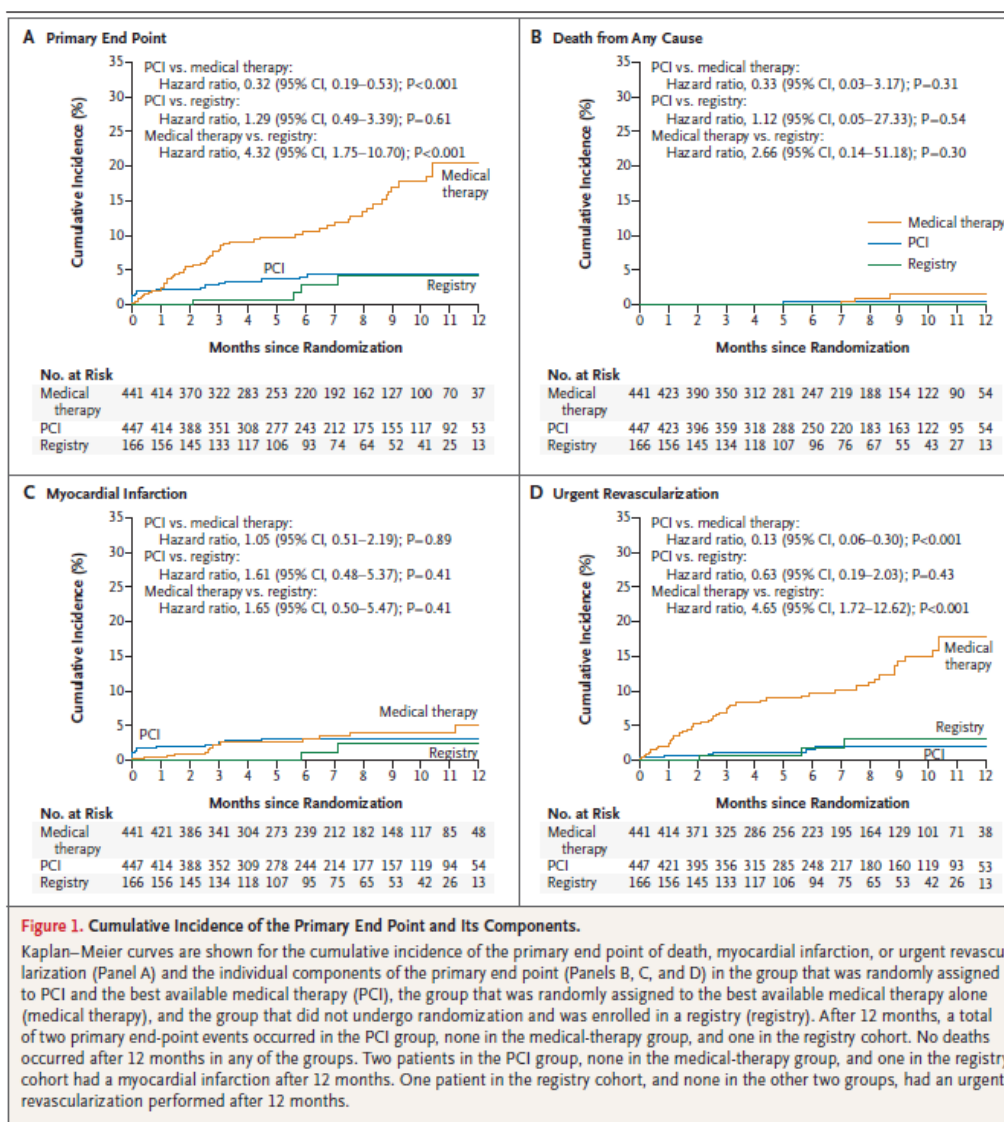 A Primary End Point
35
30
25
20
15
10
5
0
Cumulative Incidence (%)
PCI vs. medical therapy:
Hazard ratio, 0.32 (95% CI, 0.19–0.53); P<0.001
PCI vs. registry:
Hazard ratio, 1.29 (95% CI, 0.49–3.39); P=0.61
Medical therapy vs. registry:
Hazard ratio, 4.32 (95% CI, 1.75–10.70); P<0.001
Medical
therapy
PCI
Registry
0 1 2 3 4 5 6 7 8 9 10 11 12
Months since Randomization
No. at Risk
Medical 441 414 370 322 283 253 220 192 162 127 100 70 37
therapy
PCI 447 414 388 351 308 277 243 212 175 155 117 92 53
Registry 166 156 145 133 117 106 93 74 64 52 41 25 13
B Death from Any Cause
35
30
25
20
15
10
5
0
Cumulative Incidence (%)
PCI vs. medical therapy:
Hazard ratio, 0.33 (95% CI, 0.03–3.17); P=0.31
PCI vs. registry:
Hazard ratio, 1.12 (95% CI, 0.05–27.33); P=0.54
Medical therapy vs. registry:
Hazard ratio, 2.66 (95% CI, 0.14–51.18); P=0.30
Medical therapy
PCI
Registry
0 1 2 3 4 5 6 7 8 9 10 11 12
Months since Randomization
No. at Risk
Medical 441 423 390 350 312 281 247 219 188 154 122 90 54
therapy
PCI 447 423 396 359 318 288 250 220 183 163 122 95 54
Registry 166 156 145 134 118 107 96 76 67 55 43 27 13
C Myocardial Infarction
35
30
25
20
15
10
5
0
Cumulative Incidence (%)
PCI vs. medical therapy:
Hazard ratio, 1.05 (95% CI, 0.51–2.19); P=0.89
PCI vs. registry:
Hazard ratio, 1.61 (95% CI, 0.48–5.37); P=0.41
Medical therapy vs. registry:
Hazard ratio, 1.65 (95% CI, 0.50–5.47); P=0.41
Medical therapy
PCI
Registry
0 1 2 3 4 5 6 7 8 9 10 11 12
Months since Randomization
No. at Risk
Medical 441 421 386 341 304 273 239 212 182 148 117 85 48
therapy
PCI 447 414 388 352 309 278 244 214 177 157 119 94 54
Registry 166 156 145 134 118 107 95 75 65 53 42 26 13
D Urgent Revascularization
35
30
25
20
15
10
5
0
Cumulative Incidence (%)
PCI vs. medical therapy:
Hazard ratio, 0.13 (95% CI, 0.06–0.30); P<0.001
PCI vs. registry:
Hazard ratio, 0.63 (95% CI, 0.19–2.03); P=0.43
Medical therapy vs. registry:
Hazard ratio, 4.65 (95% CI, 1.72–12.62); P<0.001
Medical
therapy
Registry
PCI
0 1 2 3 4 5 6 7 8 9 10 11 12
Months since Randomization
No. at Risk
Medical 441 414 371 325 286 256 223 195 164 129 101 71 38
therapy
PCI 447 421 395 356 315 285 248 217 180 160 119 93 53
Registry 166 156 145 133 117 106 94 75 65 53 42 26 13
Figure 1. Cumulative Incidence of the Primary End Point and Its Components.
Kaplan–Meier curves are shown for the cumulative incidence of the primary end point of death, myocardial infarction, or urgent revascu
larization (Panel A) and the individual components of the primary end point (Panels B, C, and D) in the group that was randomly assigned
to PCI and the best available medical therapy (PCI), the group that was randomly assigned to the best available medical therapy alone
(medical therapy), and the group that did not undergo randomization and was enrolled in a registry (registry). After 12 months, a total
of two primary end-point events occurred in the PCI group, none in the medical-therapy group, and one in the registry cohort. No deaths
occurred after 12 months in any of the groups. Two patients in the PCI group, none in the medical-therapy group, and one in the registry
cohort had a myocardial infarction after 12 months. One patient in the registry cohort, and none in the other two groups, had an urgent
revascularization performed after 12 months.